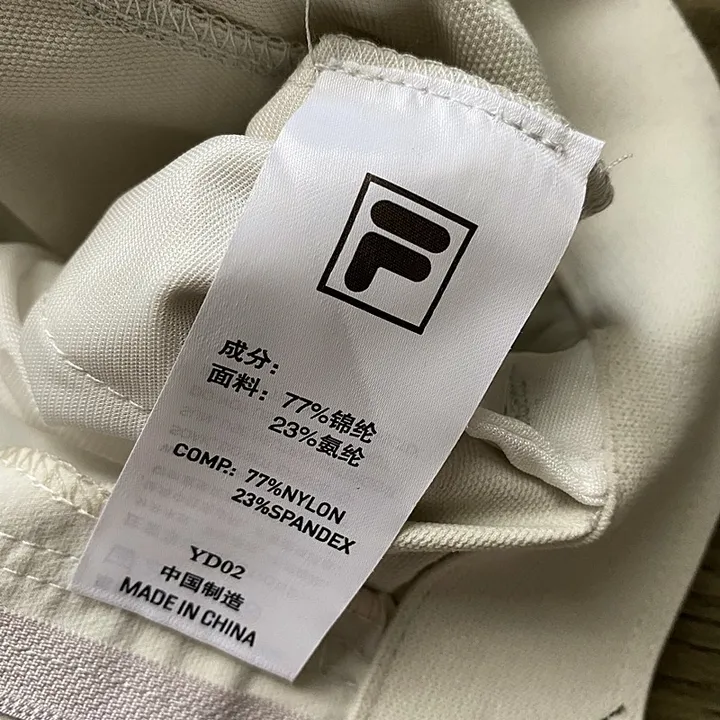 成分:
面料: 77%锦纶
23%氨纶
COMP.: 77%NYLON
23%SPANDEX
YD02
中国制造
MADE IN CHINA